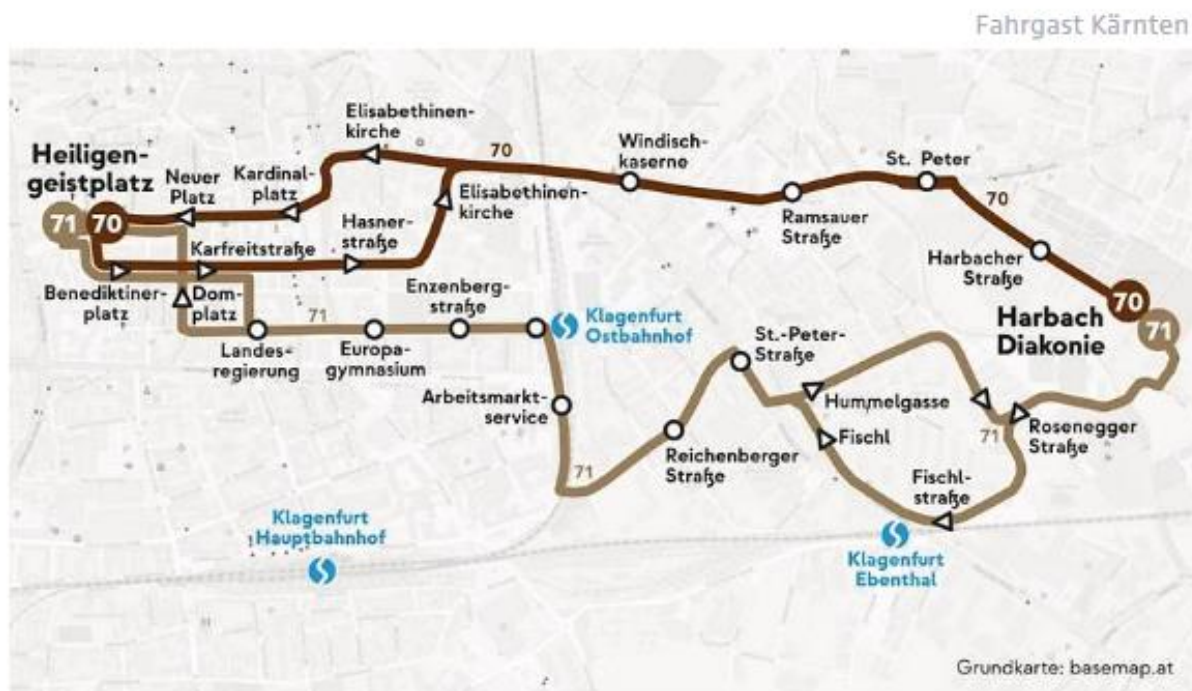 Fahrgast Kärnten
Elisabethinen-
kirche
70
Windisch-
kaserne
St. Peter
Heiligen-
geistplatz
Neuer
Platz
Kardinal-
platz
Elisabethinen-
kirche
70
71
70
Hasner-
straße
Ramsauer
Straße
Karfreitstraße
Harbacher
Straße
Benediktiner-
platz
Dom-
platz
Enzenberg-
straße
70
71
71
Klagenfurt
Ostbahnhof
Harbach
Diakonie
St.-Peter-
Straße
Landes-
regierung
Europa-
gymnasium
Arbeitsmarkt-
service
Hummelgasse
Rosenegger
Straße
71
Fischl
71
Reichenberger
Straße
Fischl-
straße
Klagenfurt
Hauptbahnhof
Klagenfurt
Ebenthal
Grundkarte: basemap.at